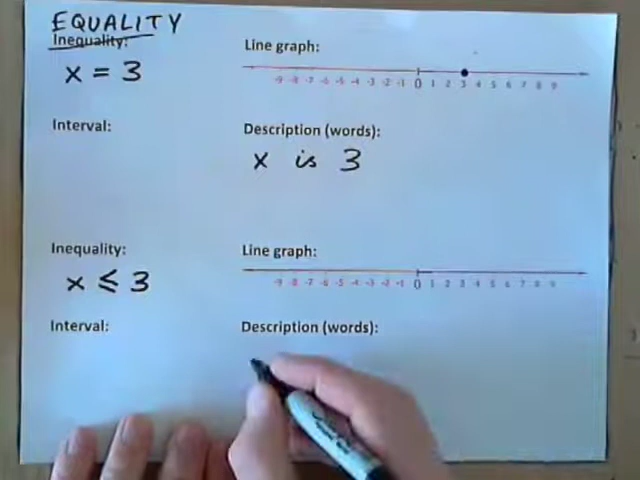 EQUALITY
Inequality:
Line graph:
x = 3
-9 -8 -7 -6 -5 -4 -3 -2 -1 0 1 2 3 4 5 6 7 8 9
Interval:
Description (words):
x is 3
Inequality:
Line graph:
x ⩽ 3
-9 -8 -7 -6 -5 -4 -3 -2 -1 0 1 2 3 4 5 6 7 8 9
Interval:
Description (words):